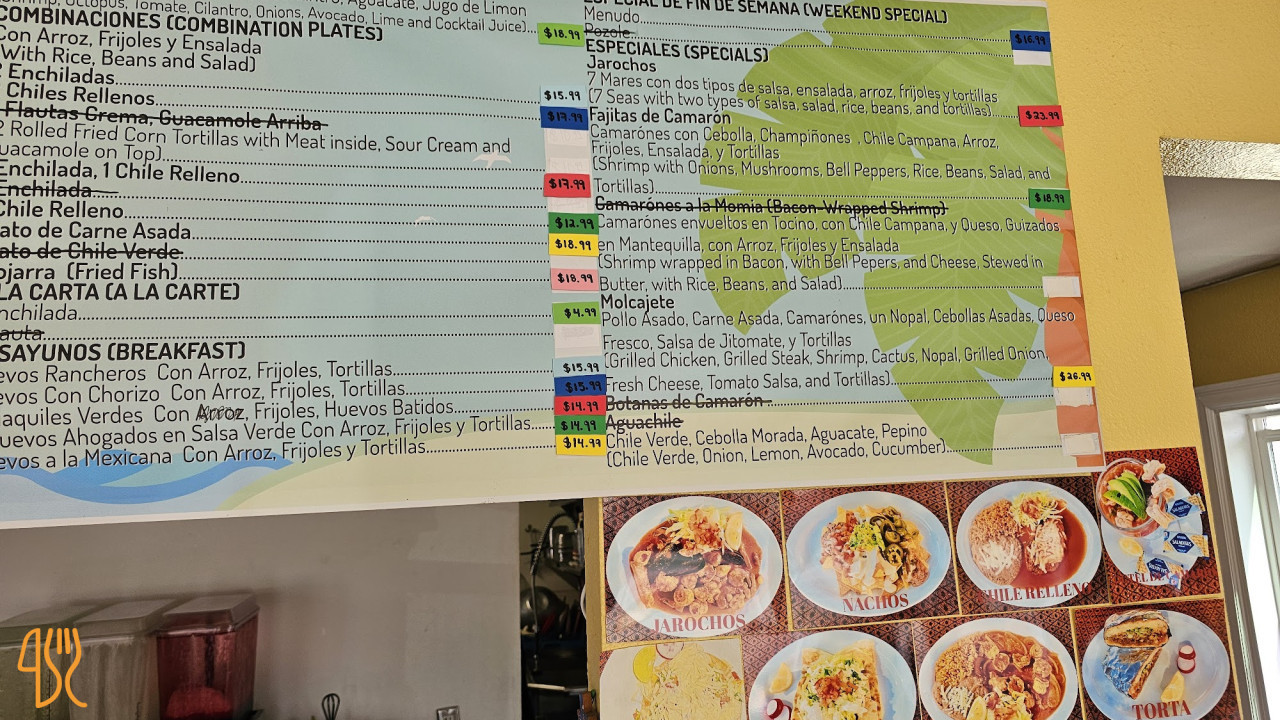 Octopus, Tomate, Cilantro, Onions, Avocado, Lime and Cocktail Juice)... $18.99
COMBINACIONES (COMBINATION PLATES)
Con Arroz, Frijoles y Ensalada
With Rice, Beans and Salad)
Enchiladas
Chiles Rellenos $15.99
Flautas Crema, Guacamole Arriba $17.99
2 Rolled Fried Corn Tortillas with Meat inside, Sour Cream and
uacamole on Top)
Enchilada, 1 Chile Relleno $17.99
Enchilada
Chile Relleno $12.99
ato de Carne Asada $18.99
ato de Chile Verde
ojarra (Fried Fish) $18.99
LA CARTA (A LA CARTE)
nchilada $4.99
auta
SAYUNOS (BREAKFAST)
evos Rancheros Con Arroz, Frijoles, Tortillas $15.99
evos Con Chorizo Con Arroz, Frijoles, Tortillas $15.99
aquiles Verdes Con Arroz, Frijoles, Huevos Batidos $14.99
uevos Ahogados en Salsa Verde Con Arroz, Frijoles y Tortillas $14.99
evos a la Mexicana Con Arroz, Frijoles y Tortillas $14.99
ESPECIAL DE FIN DE SEMANA (WEEKEND SPECIAL)
Menudo $16.99
Pozole
ESPECIALES (SPECIALS)
Jarochos
7 Mares con dos tipos de salsa, ensalada, arroz, frijoles y tortillas
(7 Seas with two types of salsa, salad, rice, beans, and tortillas) $23.99
Fajitas de Camarón
Camarónes con Cebolla, Champiñones , Chile Campana, Arroz,
Frijoles, Ensalada, y Tortillas
(Shrimp with Onions, Mushrooms, Bell Peppers, Rice, Beans, Salad, and
Tortillas) $18.99
Camarónes a la Momia (Bacon-Wrapped Shrimp)
Camarónes envueltos en Tocino, con Chile Campana, y Queso, Guizados
en Mantequilla, con Arroz, Frijoles y Ensalada
(Shrimp wrapped in Bacon, with Bell Pepers, and Cheese, Stewed in
Butter, with Rice, Beans, and Salad)
Molcajete
Pollo Asado, Carne Asada, Camarónes, un Nopal, Cebollas Asadas, Queso
Fresco, Salsa de Jitomate, y Tortillas
(Grilled Chicken, Grilled Steak, Shrimp, Cactus, Nopal, Grilled Onion,
Fresh Cheese, Tomato Salsa, and Tortillas) $26.99
Botanas de Camarón
Aguachile
Chile Verde, Cebolla Morada, Aguacate, Pepino
(Chile Verde, Onion, Lemon, Avocado, Cucumber)
JAROCHOS
NACHOS
CHILE RELLENO
TORTA